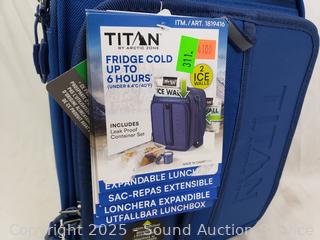 ITM. / ART. 1819416
TITAN
BY ARCTIC ZONE
FRIDGE COLD
UP TO
6 HOURS
(UNDER 4.4°C/40°F)
2
ICE
WALLS
ICE WALL
INCLUDES
Leak Proof
Container Set
EXPANDABLE LUNCH
SAC-REPAS EXTENSIBLE
LONCHERA EXPANDIBLE
UTFÄLLBAR LUNCHBOX
TITAN
Copyright 2025 - Sound Auction Service